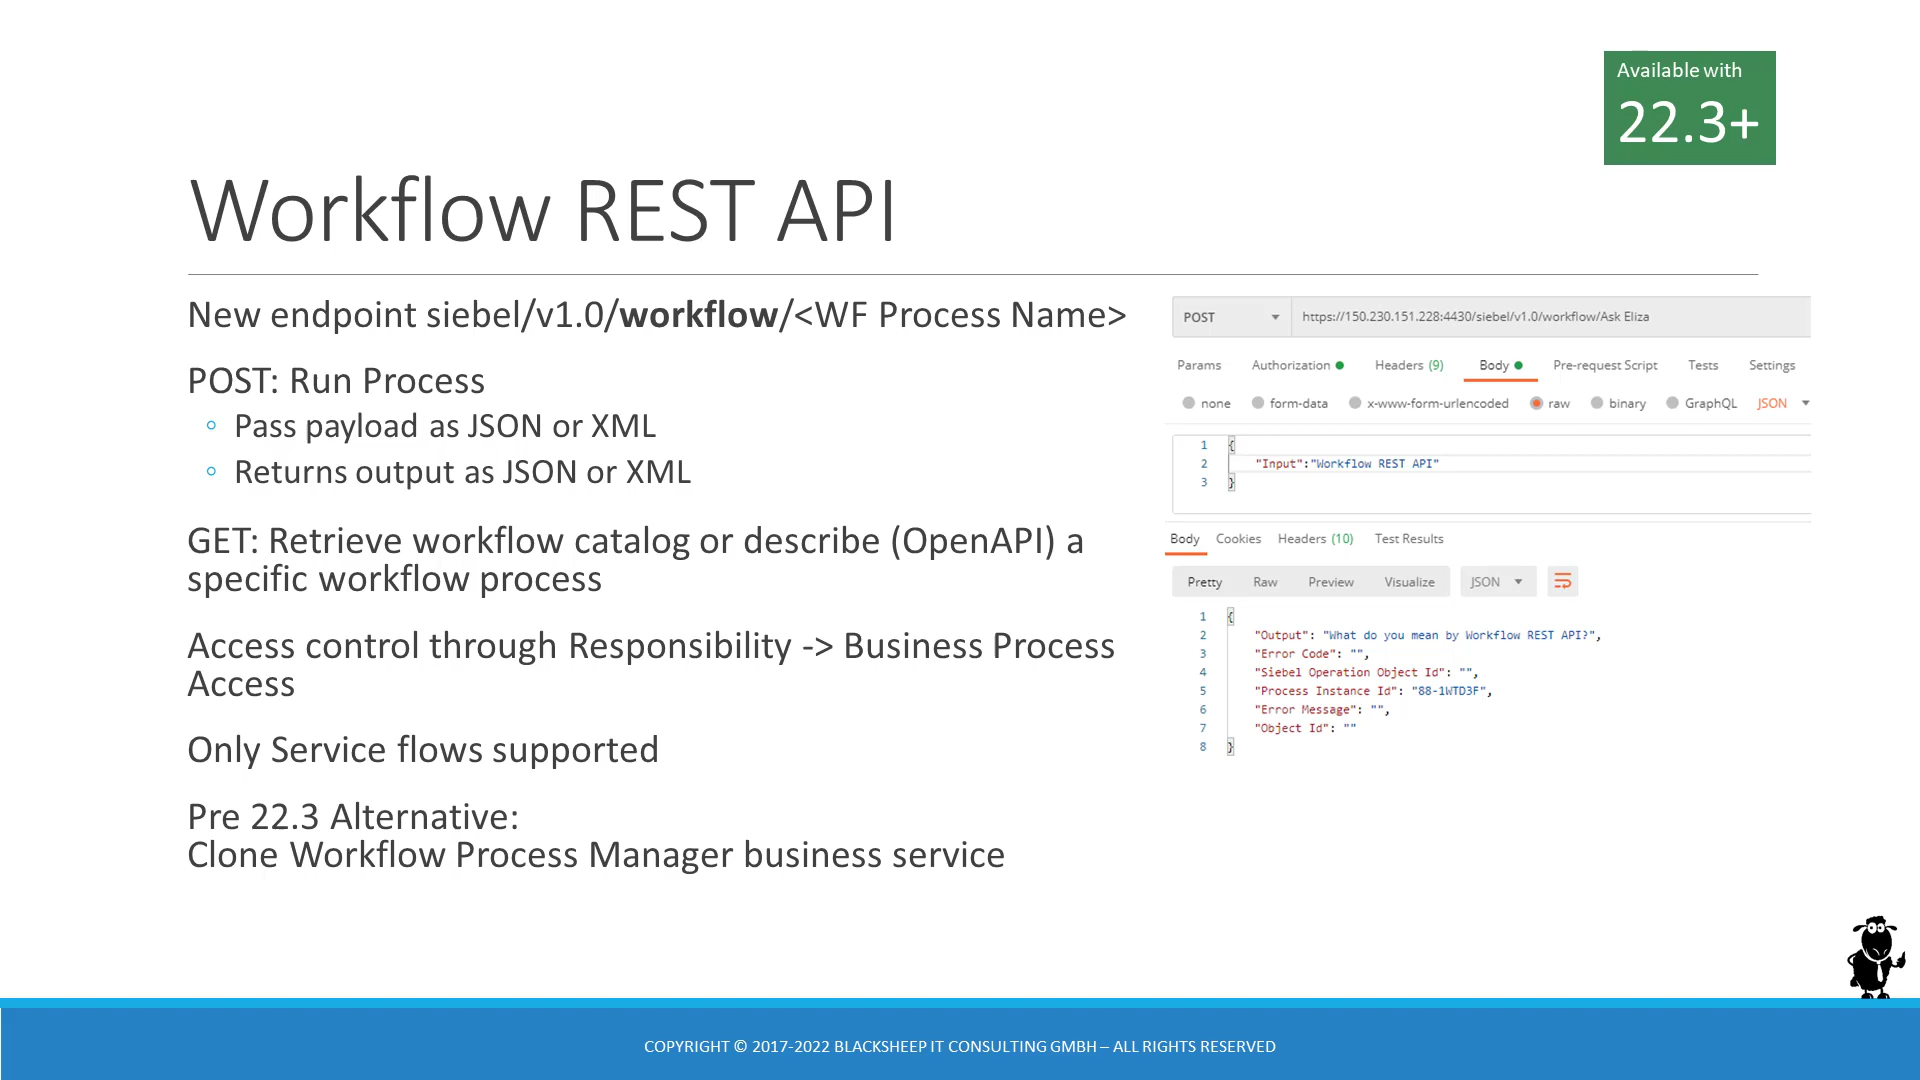 Available with
22.3+
Workflow REST API
New endpoint siebel/v1.0/workflow/<WF Process Name>
POST: Run Process
Pass payload as JSON or XML
Returns output as JSON or XML
GET: Retrieve workflow catalog or describe (OpenAPI) a
specific workflow process
Access control through Responsibility -> Business Process
Access
Only Service flows supported
Pre 22.3 Alternative:
Clone Workflow Process Manager business service
POST https://150.230.151.228:4430/siebel/v1.0/workflow/Ask Eliza
Params Authorization Headers (9) Body Pre-request Script Tests Settings
none form-data x-www-form-urlencoded raw binary GraphQL JSON
1 {
2 "Input":"Workflow REST API"
3 }
Body Cookies Headers (10) Test Results
Pretty Raw Preview Visualize JSON
1 {
2 "Output": "What do you mean by Workflow REST API?",
3 "Error Code": "",
4 "Siebel Operation Object Id": "",
5 "Process Instance Id": "88-1WTD3F",
6 "Error Message": "",
7 "Object Id": ""
8 }
COPYRIGHT © 2017-2022 BLACKSHEEP IT CONSULTING GMBH – ALL RIGHTS RESERVED